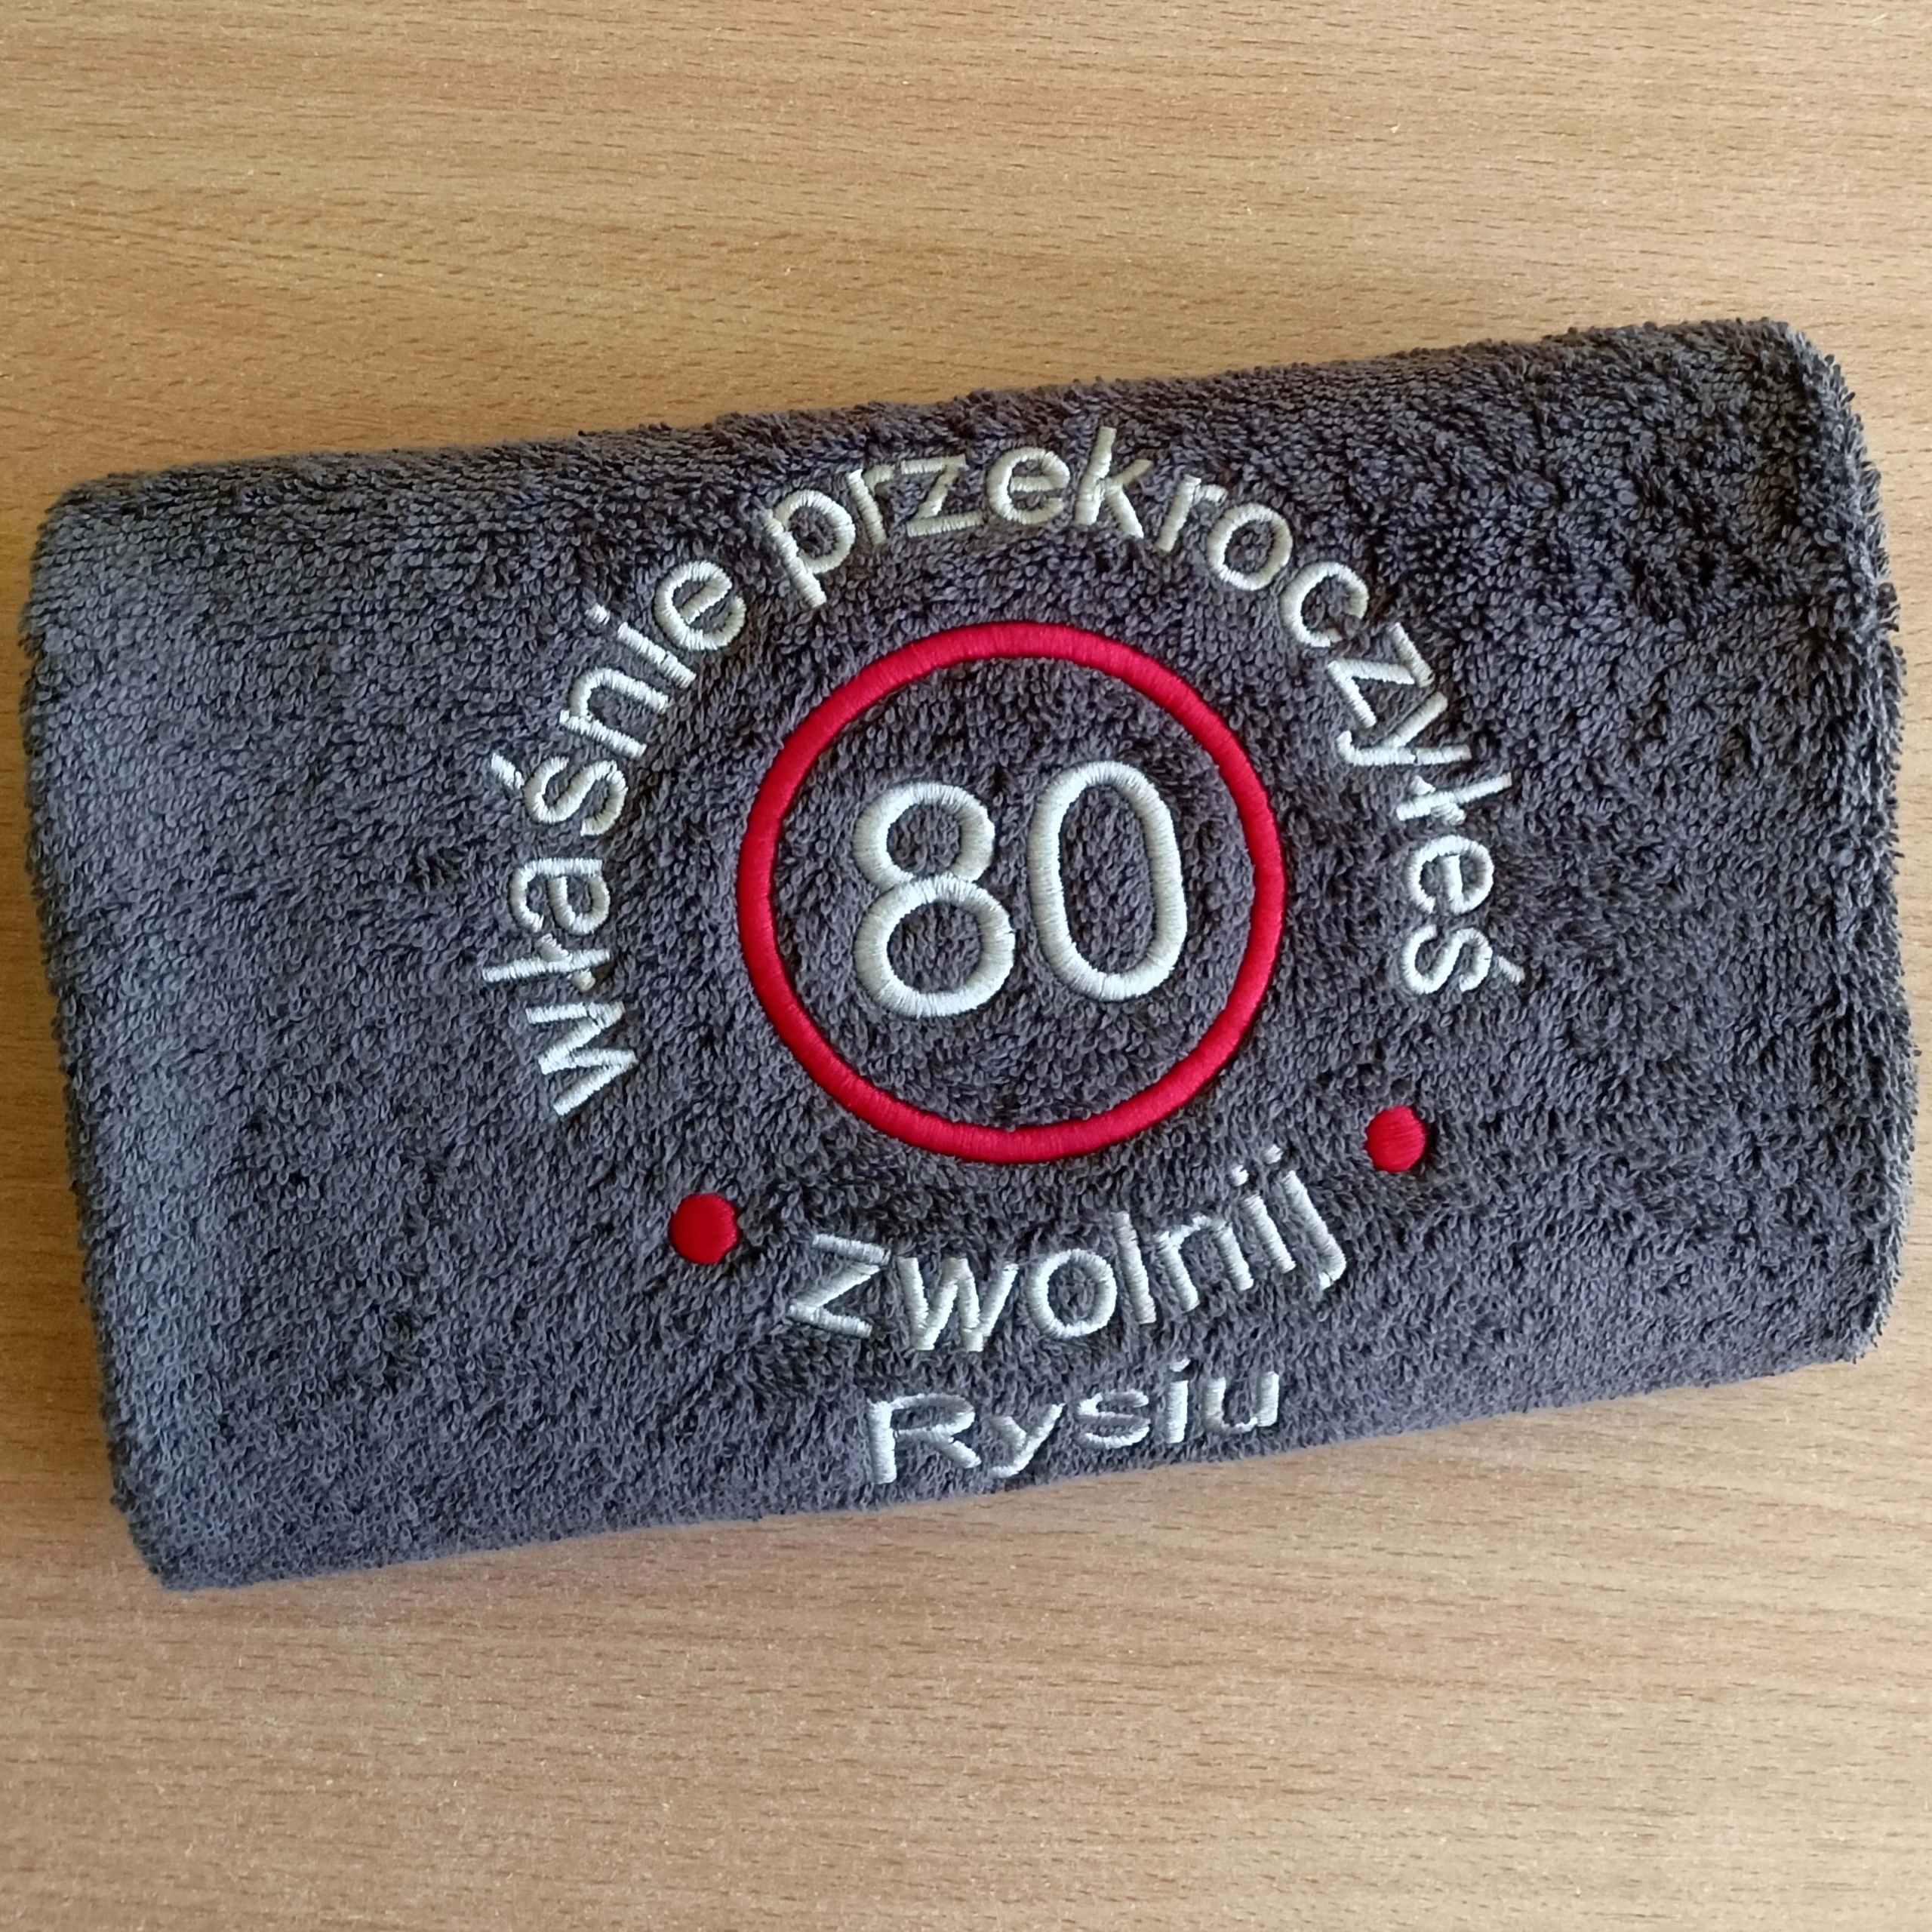 właśnie przekroczyłeś
80
zwolnij
Rysiu